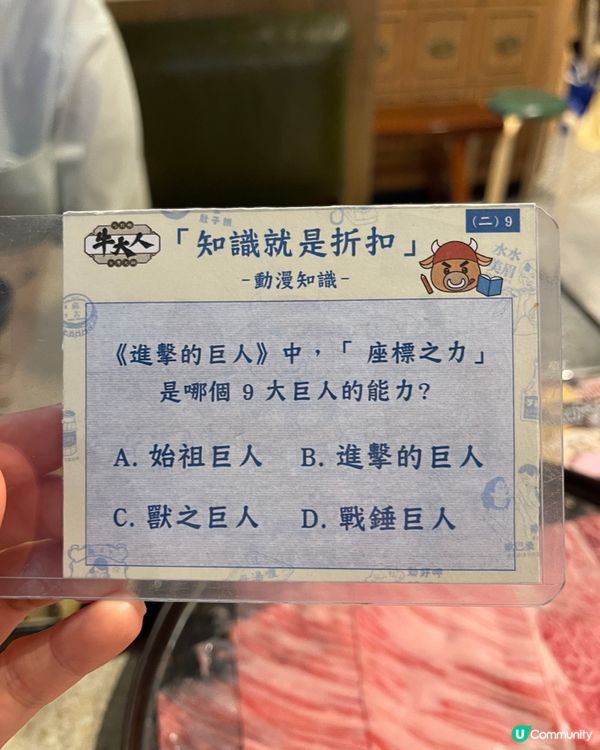 (二) 9
牛大人
「知識就是折扣」
-動漫知識-
《進擊的巨人》中，「 座標之力」
是哪個 9 大巨人的能力?
A. 始祖巨人 B. 進擊的巨人
C. 獸之巨人 D. 戰錘巨人
U Community